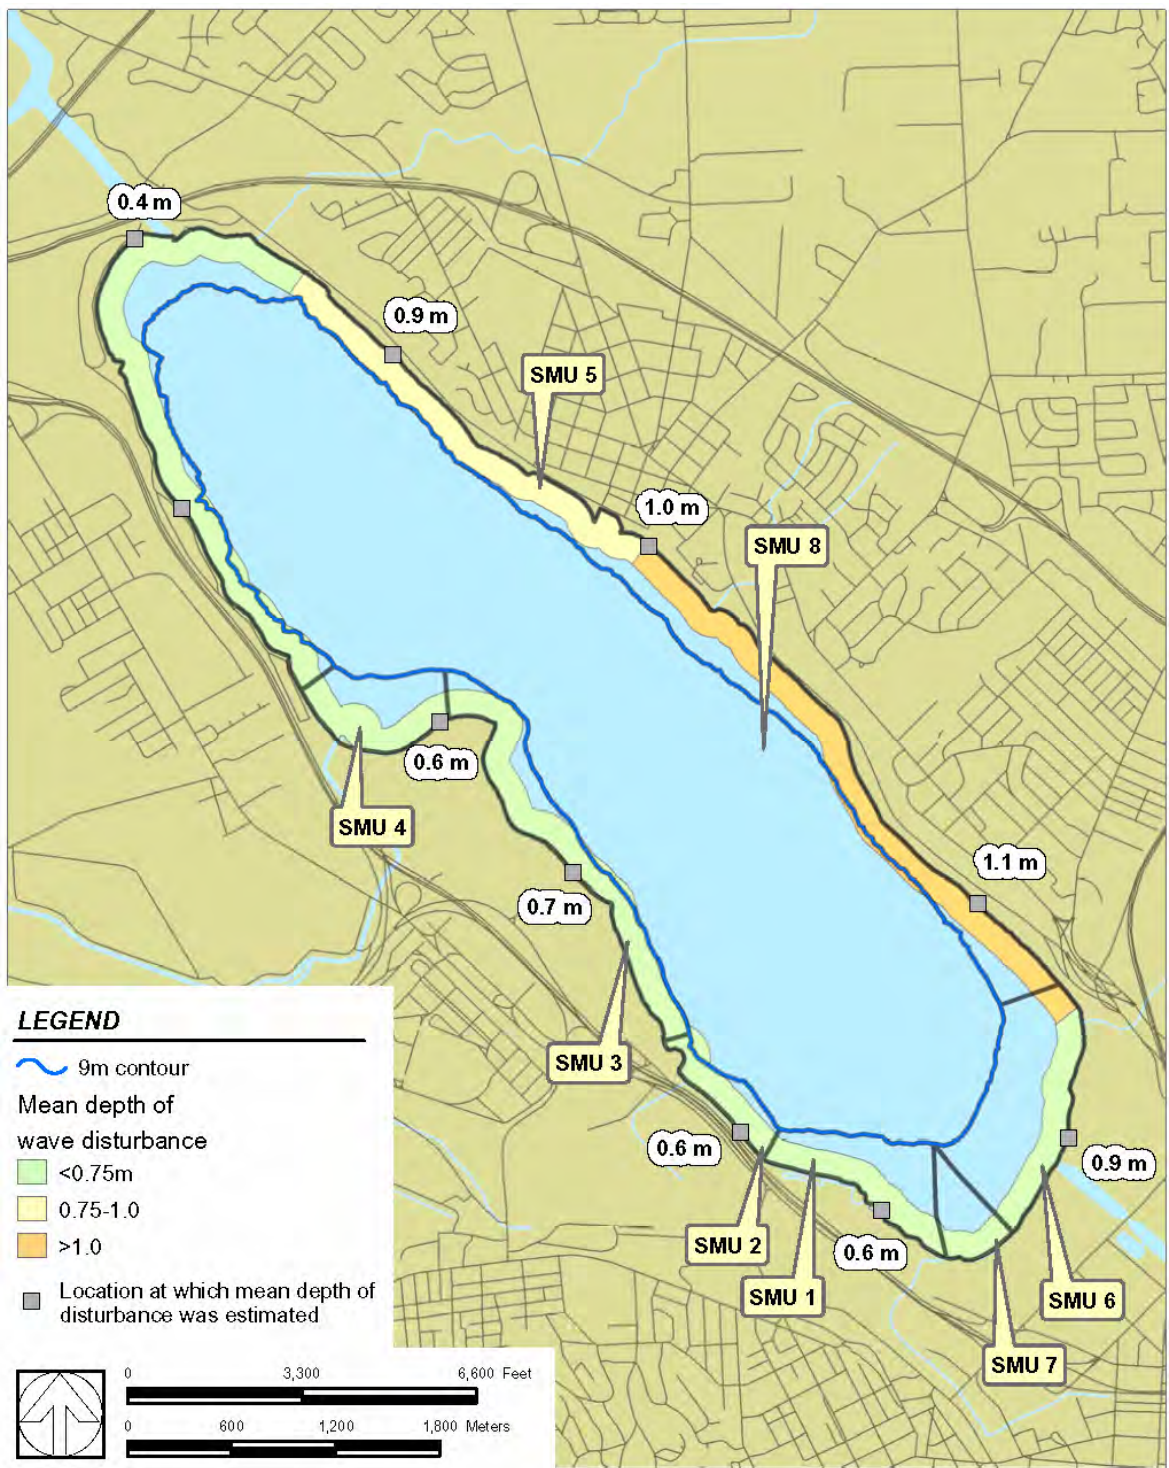 0.4 m
0.9 m
SMU 5
1.0 m
SMU 8
0.6 m
SMU 4
1.1 m
0.7 m
SMU 3
0.6 m
0.9 m
SMU 2
0.6 m
SMU 1
SMU 6
SMU 7
LEGEND
9m contour
Mean depth of
wave disturbance
<0.75m
0.75-1.0
>1.0
Location at which mean depth of
disturbance was estimated
0 3,300 6,600 Feet
0 600 1,200 1,800 Meters